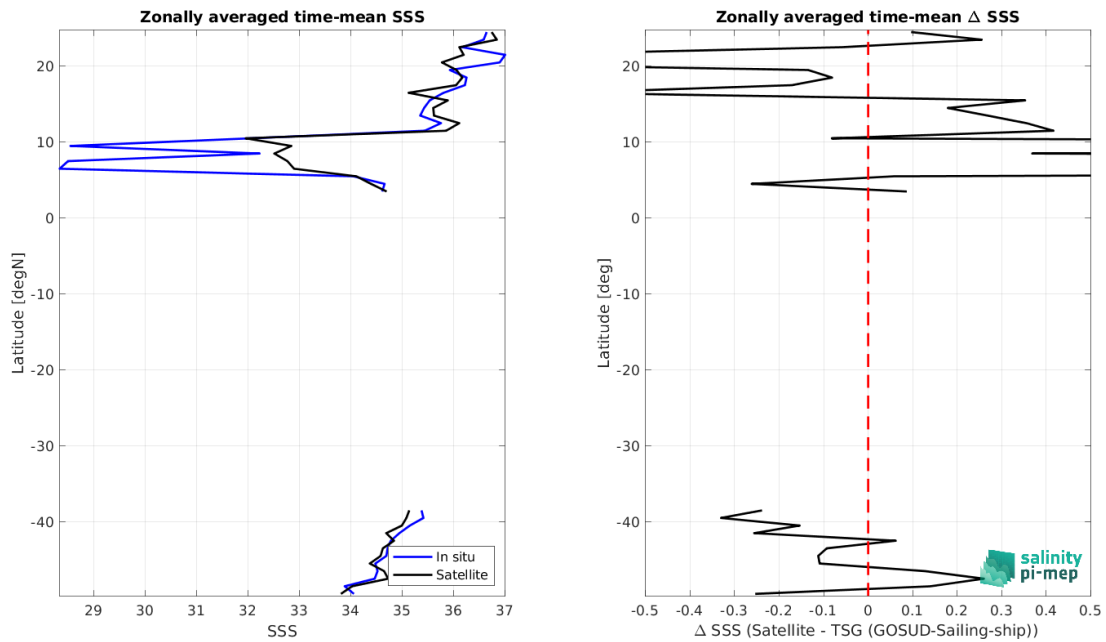 Zonally averaged time-mean SSS
Latitude [degN]
20
10
0
-10
-20
-30
-40
29 30 31 32 33 34 35 36 37
SSS
In situ
Satellite
Zonally averaged time-mean Δ SSS
Latitude [deg]
20
10
0
-10
-20
-30
-40
-0.5 -0.4 -0.3 -0.2 -0.1 0 0.1 0.2 0.3 0.4 0.5
Δ SSS (Satellite - TSG (GOSUD-Sailing-ship))
salinity
pi-mep